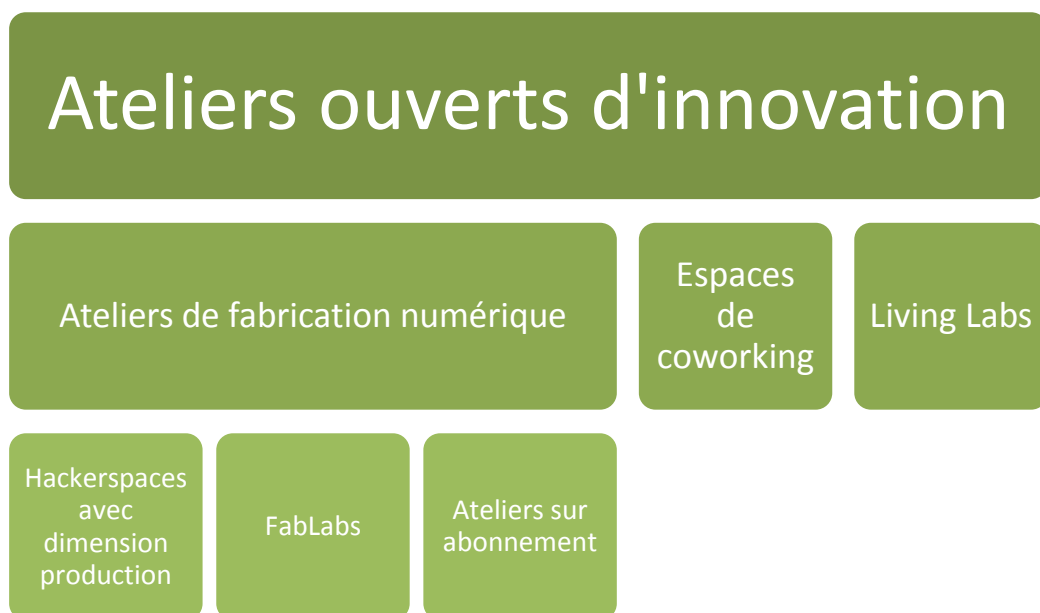 Ateliers ouverts d'innovation
Ateliers de fabrication numérique
Espaces
de
coworking
Living Labs
Hackerspaces
avec
dimension
production
FabLabs
Ateliers sur
abonnement